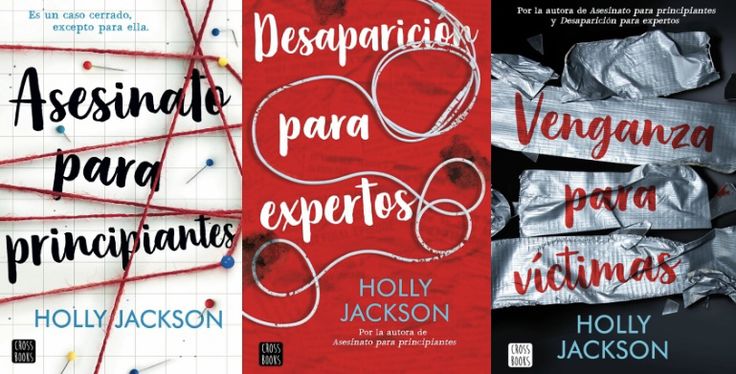 Es un caso cerrado,
excepto para ella.
Asesinato
para
principiantes
HOLLY JACKSON
CROSS
BOOKS
Desaparición
para
expertos
HOLLY
JACKSON
Por la autora de
Asesinato para principiantes
CROSS
BOOKS
Por la autora de Asesinato para principiantes
y Desaparición para expertos
Venganza
para
víctimas
HOLLY
JACKSON
CROSS
BOOKS